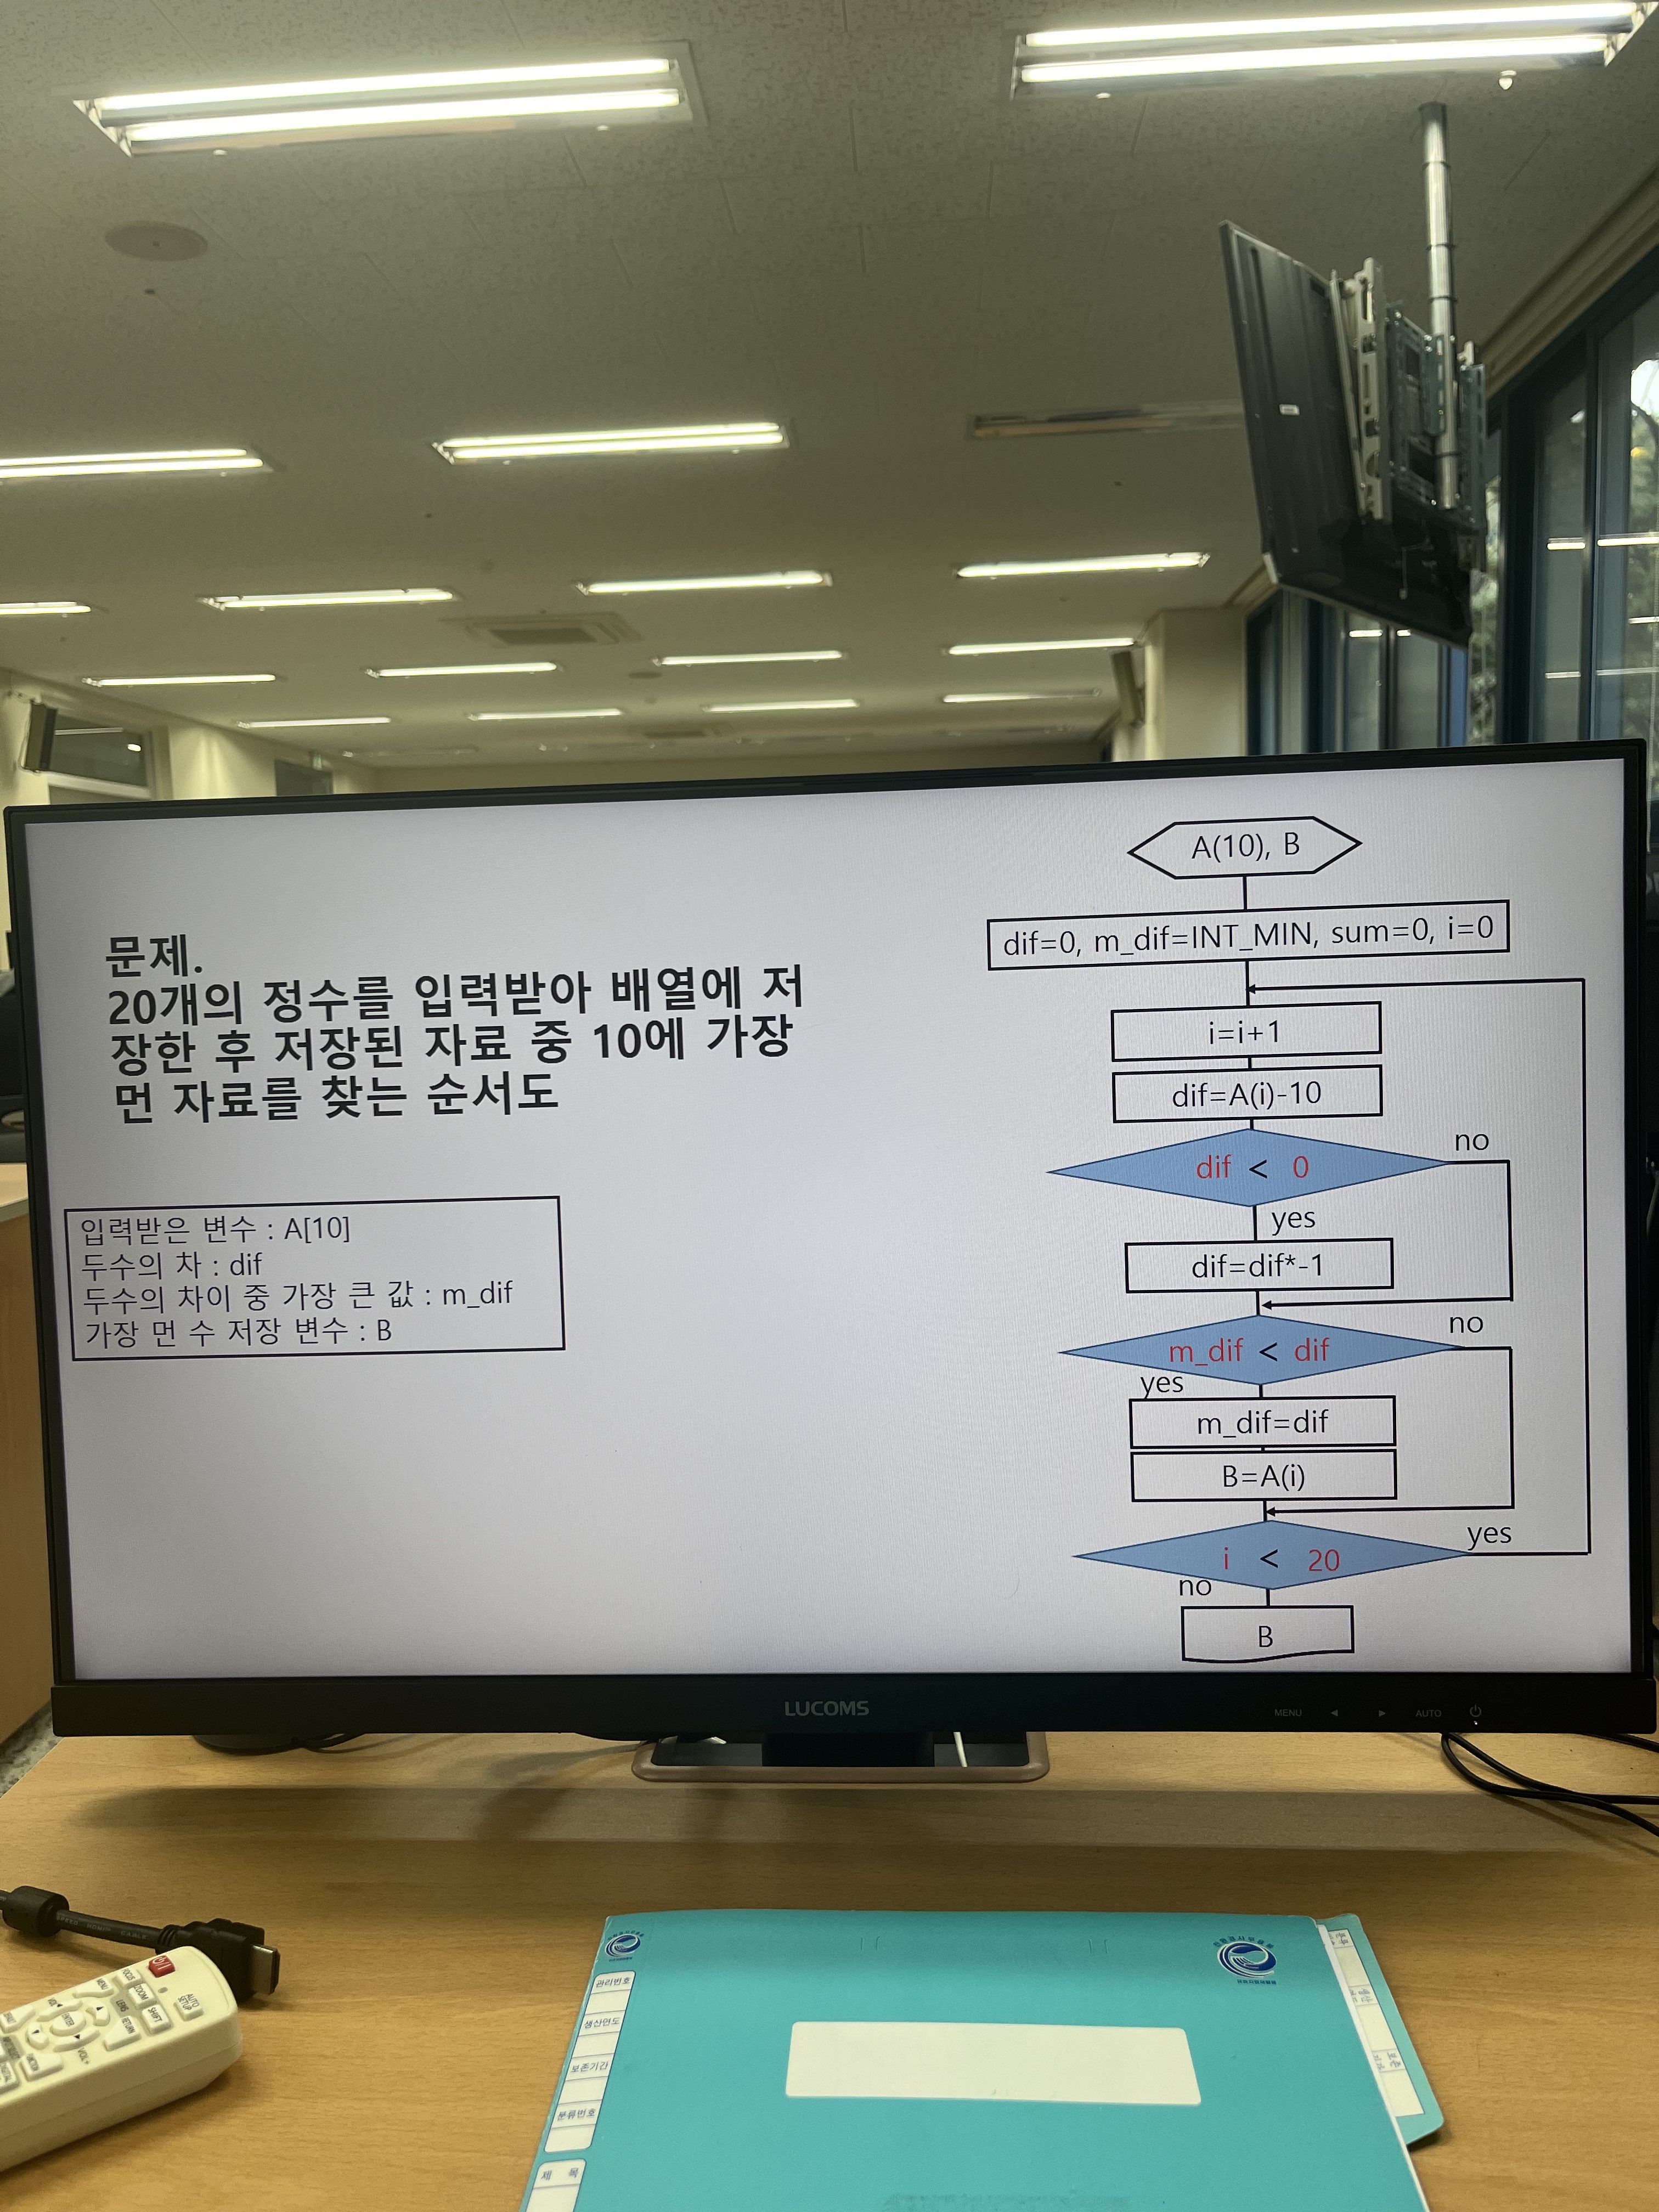 문제.
20개의 정수를 입력받아 배열에 저
장한 후 저장된 자료 중 10에 가장
먼 자료를 찾는 순서도
입력받은 변수 : A[10]
두수의 차 : dif
두수의 차이 중 가장 큰 값 : m_dif
가장 먼 수 저장 변수 : B
A(10), B
dif=0, m_dif=INT_MIN, sum=0, i=0
i=i+1
dif=A(i)-10
dif < 0
no
yes
dif=dif*-1
m_dif < dif
no
yes
m_dif=dif
B=A(i)
i < 20
yes
no
B
LUCOMS
MENU
AUTO
관리번호
생산연도
보존기간
분류번호
제 목